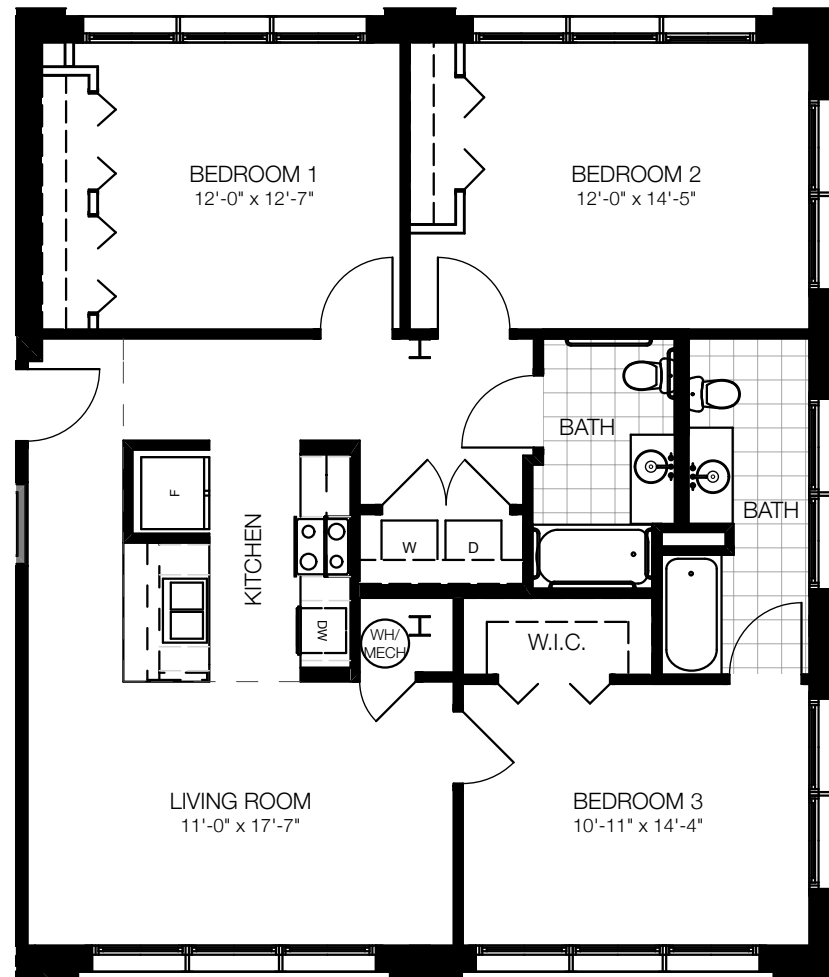 BEDROOM 1
12'-0" x 12'-7"
BEDROOM 2
12'-0" x 14'-5"
BATH
F
KITCHEN
W
D
BATH
DW
WH/
MECH
W.I.C.
LIVING ROOM
11'-0" x 17'-7"
BEDROOM 3
10'-11" x 14'-4"